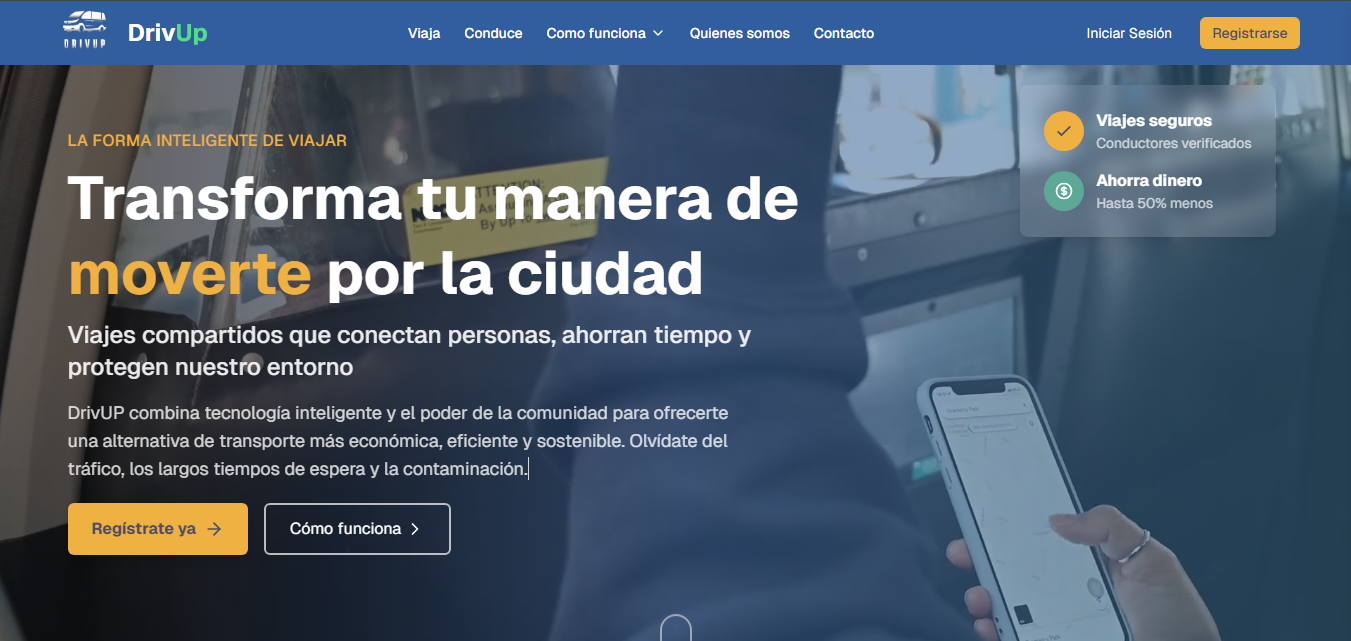 DRIVUP
DrivUp
Viaja
Conduce
Como funciona
Quienes somos
Contacto
Iniciar Sesión
Registrarse
LA FORMA INTELIGENTE DE VIAJAR
Transforma tu manera de
moverte por la ciudad
Viajes compartidos que conectan personas, ahorran tiempo y
protegen nuestro entorno
DrivUP combina tecnología inteligente y el poder de la comunidad para ofrecerte
una alternativa de transporte más económica, eficiente y sostenible. Olvídate del
tráfico, los largos tiempos de espera y la contaminación.
Regístrate ya
Cómo funciona
Viajes seguros
Conductores verificados
Ahorra dinero
Hasta 50% menos
ATTENTION:
By